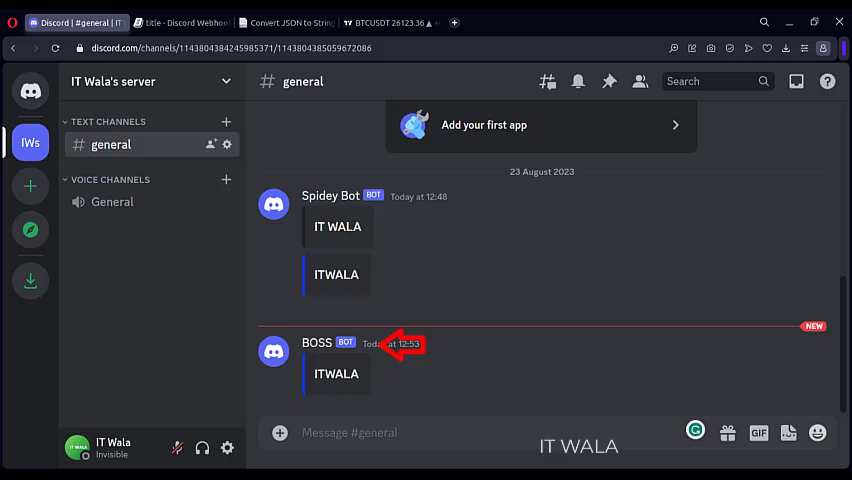 Discord | #general | IT Wala
title - Discord Webhoo
Convert JSON to String
BTCUSDT 26123.36
discord.com/channels/1143804384245985371/1143804385059672086
IT Wala's server
general
Search
TEXT CHANNELS
general
VOICE CHANNELS
General
IWs
Add your first app
23 August 2023
Spidey Bot BOT Today at 12:48
IT WALA
ITWALA
NEW
BOSS BOT Today at 12:53
ITWALA
Message #general
GIF
IT Wala
Invisible
IT WALA